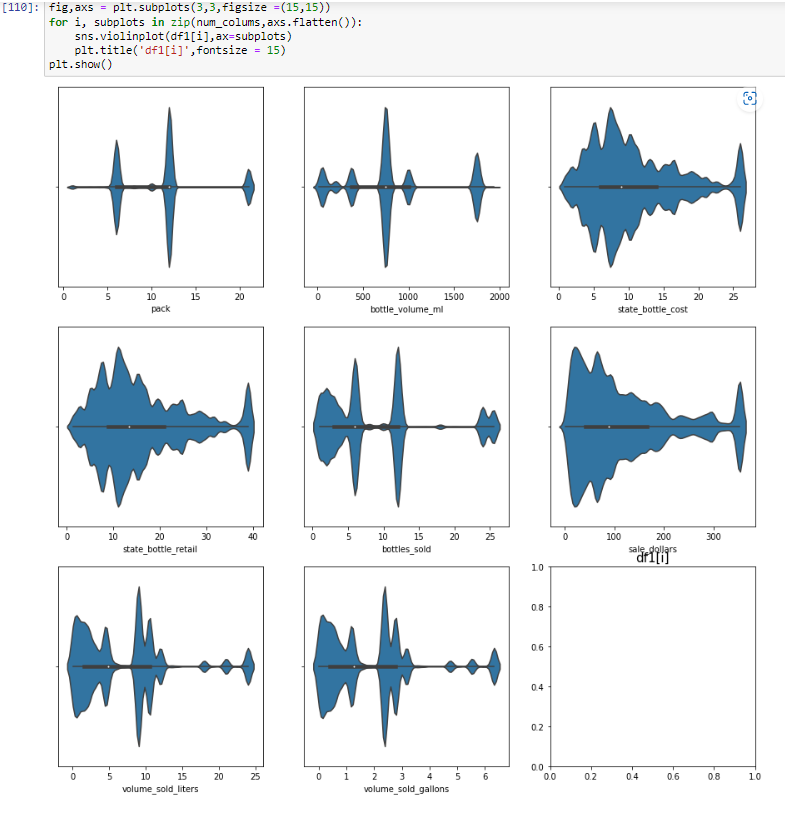 [110]: fig,axs = plt.subplots(3,3,figsize =(15,15))
for i, subplots in zip(num_colums,axs.flatten()):
    sns.violinplot(df1[i],ax=subplots)
    plt.title('df1[i]',fontsize = 15)
plt.show()
0 5 10 15 20
pack
0 500 1000 1500 2000
bottle_volume_ml
0 5 10 15 20 25
state_bottle_cost
0 10 20 30 40
state_bottle_retail
0 5 10 15 20 25
bottles_sold
0 100 200 300
sale_dollars
0 5 10 15 20 25
volume_sold_liters
0 1 2 3 4 5 6
volume_sold_gallons
df1[i]
1.0
0.8
0.6
0.4
0.2
0.0
0.0 0.2 0.4 0.6 0.8 1.0